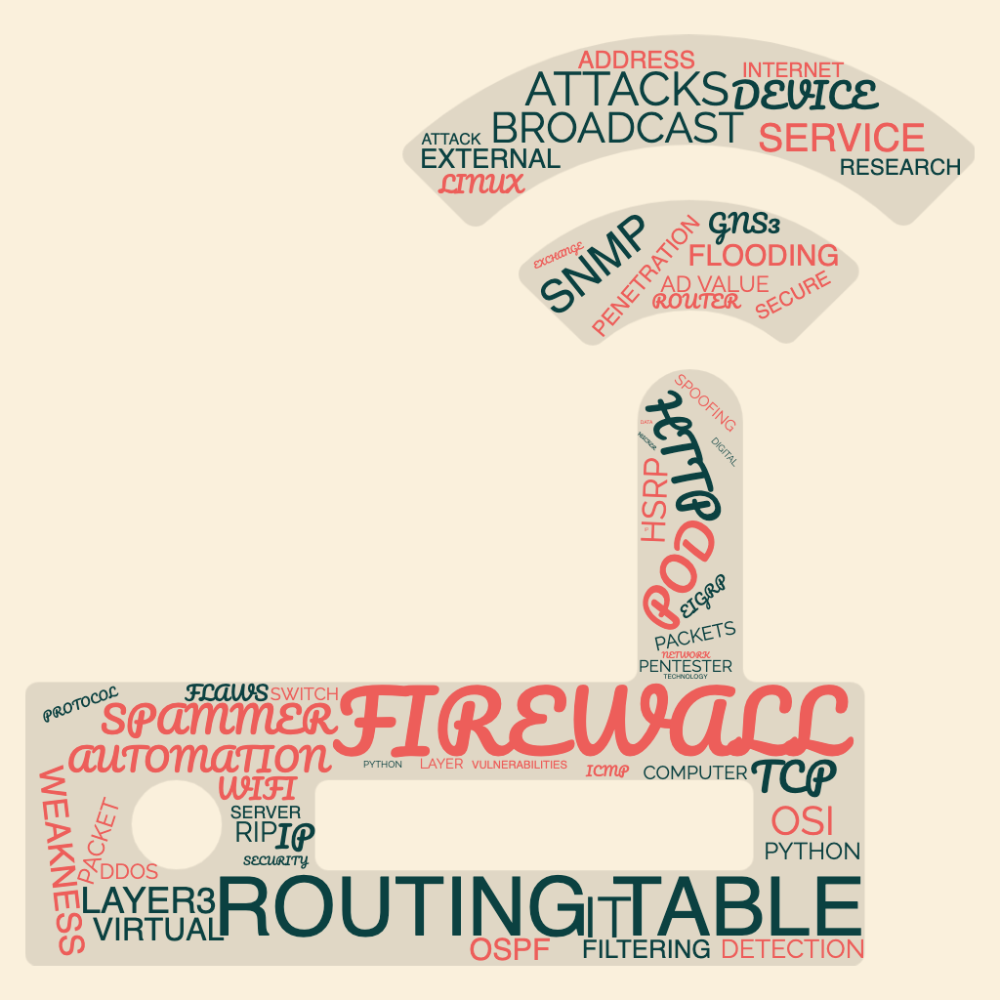 ADDRESS
INTERNET
ATTACKS
DEVICE
BROADCAST
SERVICE
ATTACK
EXTERNAL
RESEARCH
LINUX
GNS3
SNMP
EXCHANGE
PENETRATION
FLOODING
AD VALUE
ROUTER
SECURE
SPOOFING
HTTP
DATA
HACKER
DIGITAL
HSRP
IP
POD
EIGRP
PACKETS
NETWORK
PENTESTER
TECHNOLOGY
PROTOCOL
FLAWS
SWITCH
FIREWALL
SPAMMER
AUTOMATION
PYTHON
LAYER
VULNERABILITIES
ICMP
COMPUTER
TCP
WIFI
WEAKNESS
PACKET
SERVER
RIP
IP
OSI
PYTHON
SECURITY
DDOS
LAYER3
ROUTING
IT
TABLE
VIRTUAL
OSPF
FILTERING
DETECTION